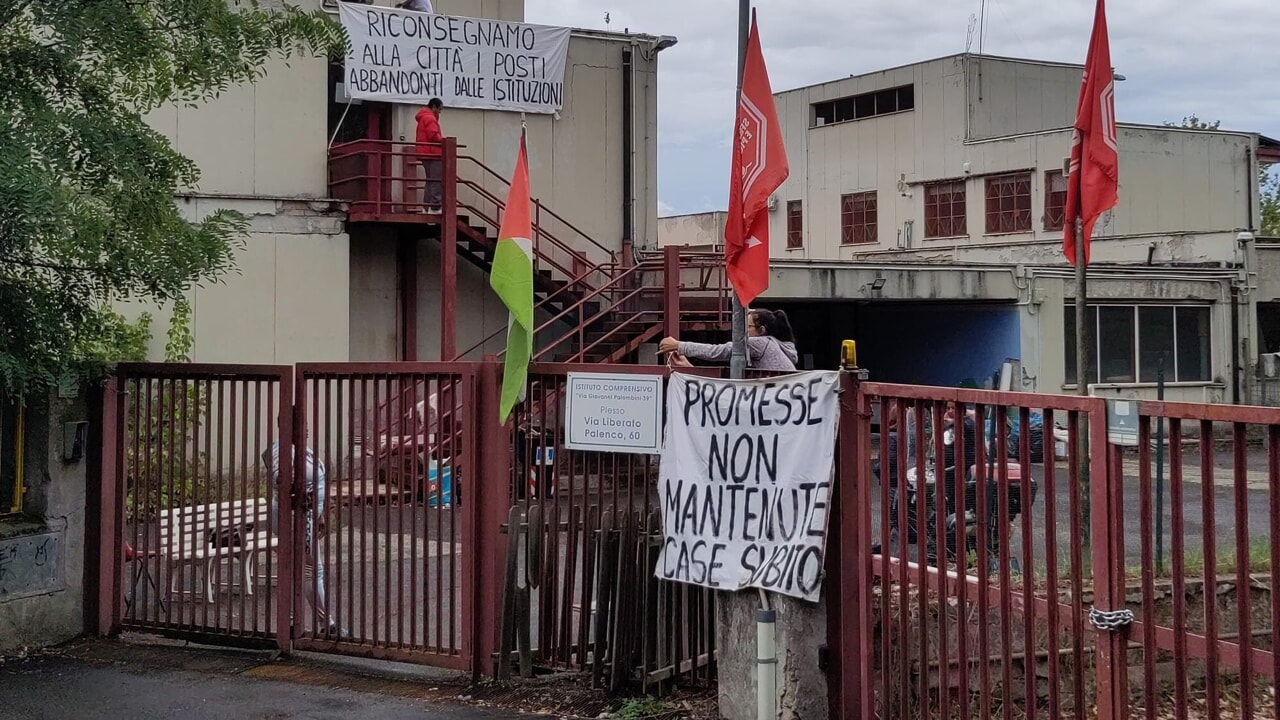 RICONSEGNAMO
ALLA CITTÀ I POSTI
ABBANDONTI DALLE ISTITUZIONI
ISTITUTO COMPRENSIVO
"Via Giovanni Palombini 39"
Plesso
Via Liberato
Palenco, 60
PROMESSE
NON
MANTENUTE
CASE SUBITO